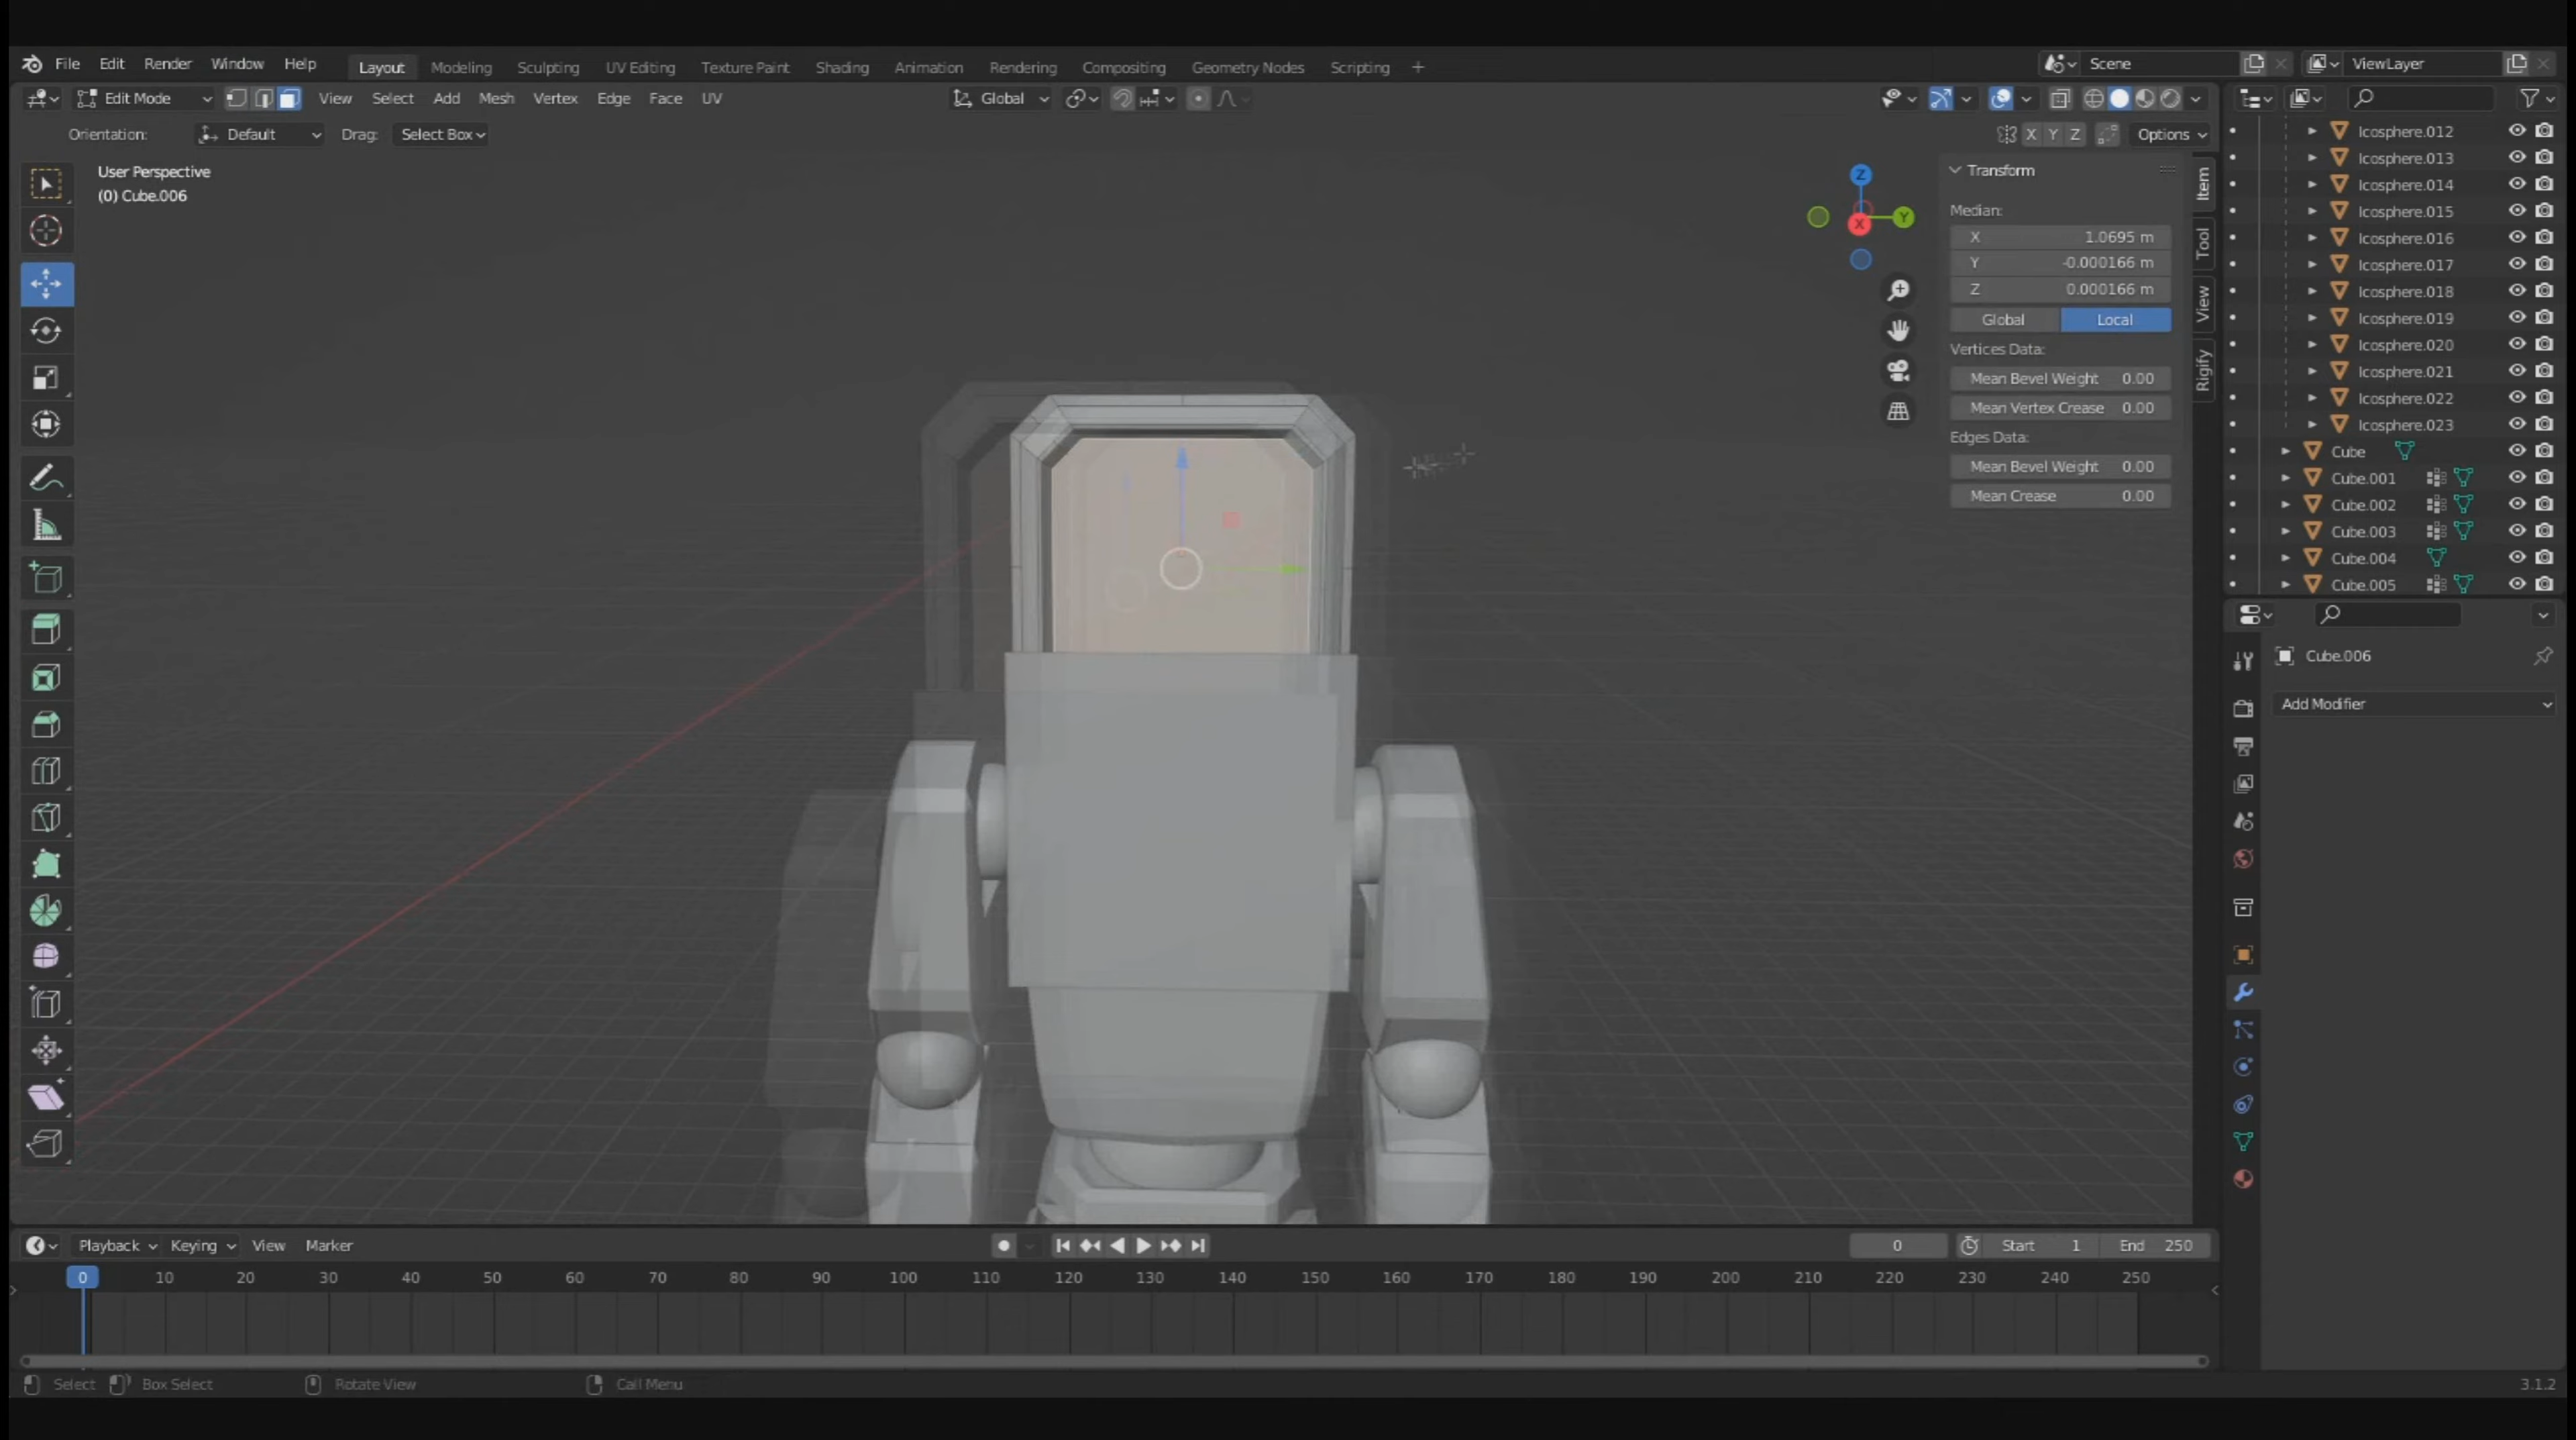 File Edit Render Window Help Layout Modeling Sculpting UV Editing Texture Paint Shading Animation Rendering Compositing Geometry Nodes Scripting + Scene ViewLayer
Edit Mode View Select Add Mesh Vertex Edge Face UV Global
Orientation: Default Drag: Select Box X Y Z Options
User Perspective
(0) Cube.006
Z
Y
X
Transform
Median:
X 1.0695 m
Y -0.000166 m
Z 0.000166 m
Global Local
Vertices Data:
Mean Bevel Weight 0.00
Mean Vertex Crease 0.00
Edges Data:
Mean Bevel Weight 0.00
Mean Crease 0.00
Item
Tool
View
Rigify
Icosphere.012
Icosphere.013
Icosphere.014
Icosphere.015
Icosphere.016
Icosphere.017
Icosphere.018
Icosphere.019
Icosphere.020
Icosphere.021
Icosphere.022
Icosphere.023
Cube
Cube.001
Cube.002
Cube.003
Cube.004
Cube.005
Cube.006
Add Modifier
Playback Keying View Marker 0 Start 1 End 250
0 10 20 30 40 50 60 70 80 90 100 110 120 130 140 150 160 170 180 190 200 210 220 230 240 250
Select Box Select Rotate View Call Menu 3.1.2